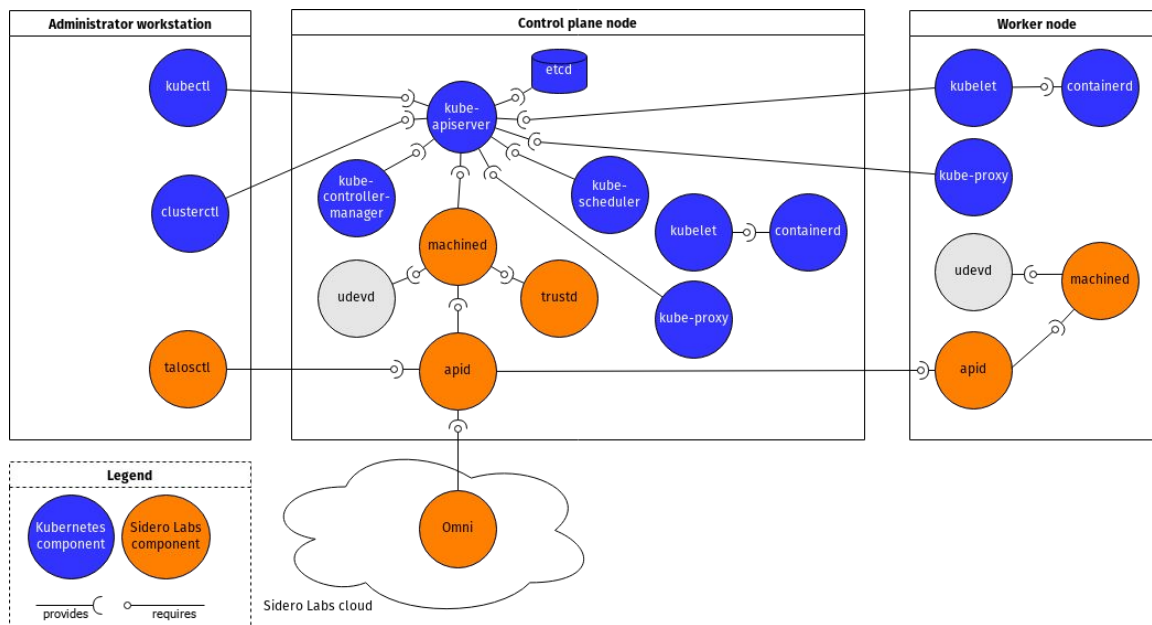 Administrator workstation
Control plane node
Worker node
kubectl
etcd
kube-
apiserver
kubelet
containerd
kube-
controller-
manager
kube-
scheduler
kube-proxy
clusterctl
machined
kubelet
containerd
udevd
trustd
kube-proxy
udevd
machined
talosctl
apid
apid
Legend
Kubernetes
component
Sidero Labs
component
provides
requires
Omni
Sidero Labs cloud